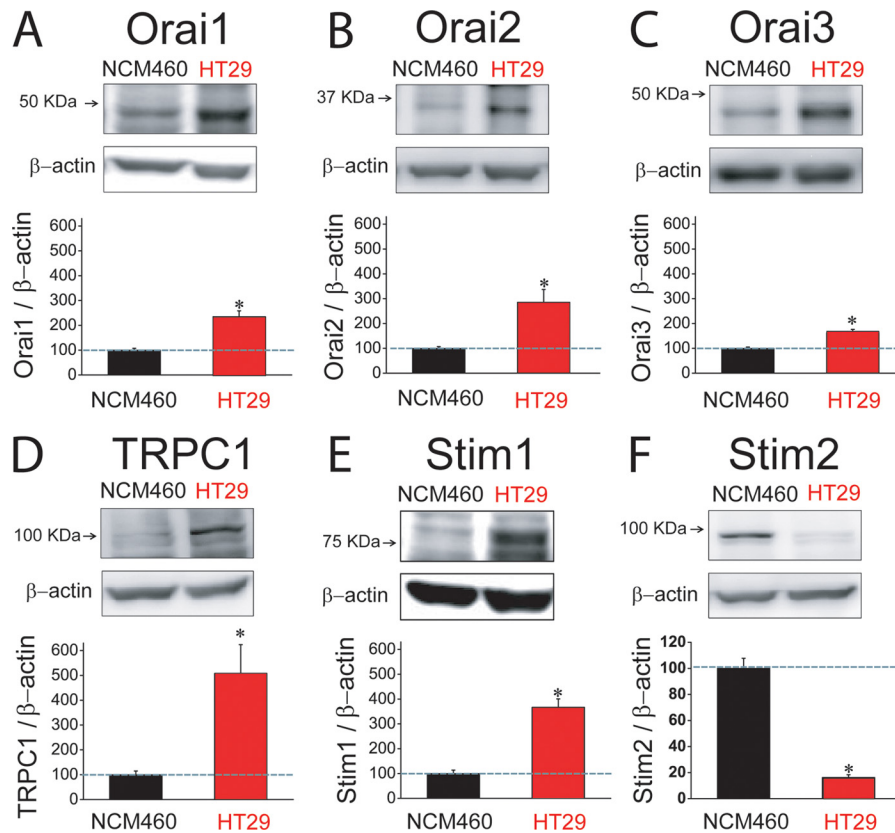 A Orai1
NCM460 HT29
50 KDa →
β–actin
Orai1 / β–actin
600
500
400
300
200
100
0
*
NCM460 HT29
B Orai2
NCM460 HT29
37 KDa →
β–actin
Orai2 / β–actin
600
500
400
300
200
100
0
*
NCM460 HT29
C Orai3
NCM460 HT29
50 KDa →
β–actin
Orai3 / β–actin
600
500
400
300
200
100
0
*
NCM460 HT29
D TRPC1
NCM460 HT29
100 KDa →
β–actin
TRPC1 / β–actin
600
500
400
300
200
100
0
*
NCM460 HT29
E Stim1
NCM460 HT29
75 KDa →
β–actin
Stim1 / β–actin
600
500
400
300
200
100
0
*
NCM460 HT29
F Stim2
NCM460 HT29
100 KDa →
β–actin
Stim2 / β–actin
120
100
80
60
40
20
0
*
NCM460 HT29